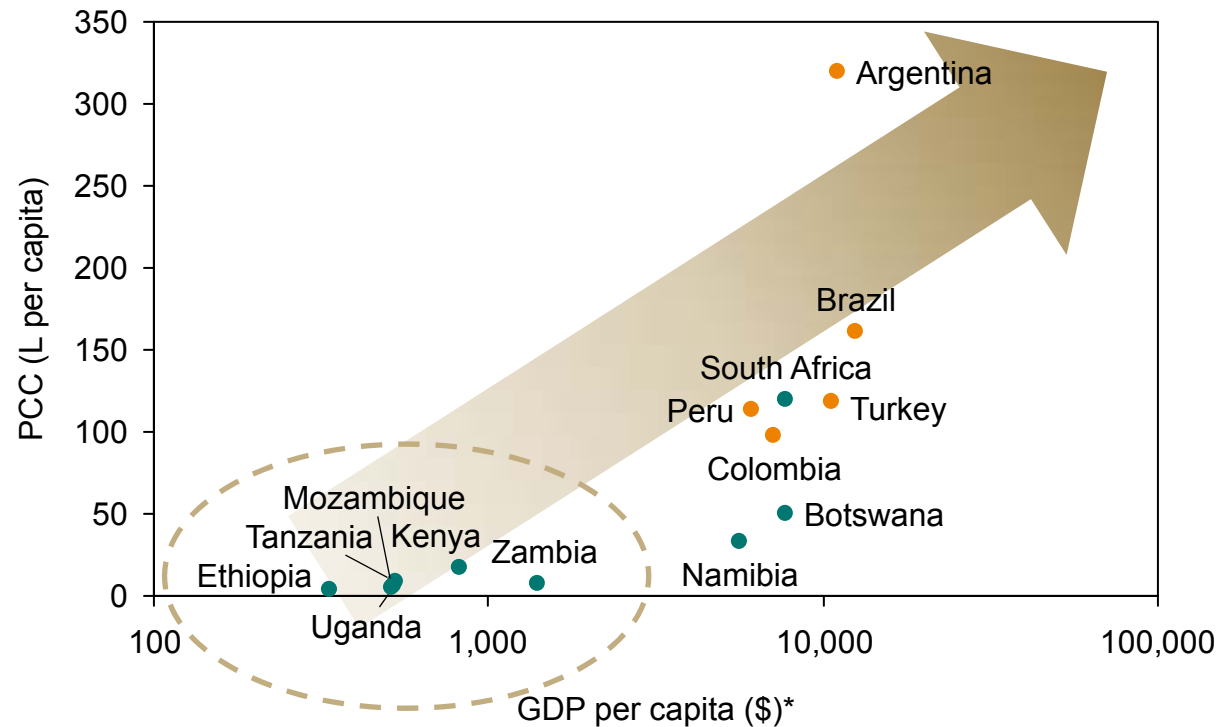 350
300
250
200
150
100
50
0
PCC (L per capita)
Argentina
Brazil
South Africa
Peru
Turkey
Colombia
Botswana
Namibia
Mozambique
Tanzania
Kenya
Zambia
Ethiopia
Uganda
100
1,000
10,000
100,000
GDP per capita ($)*